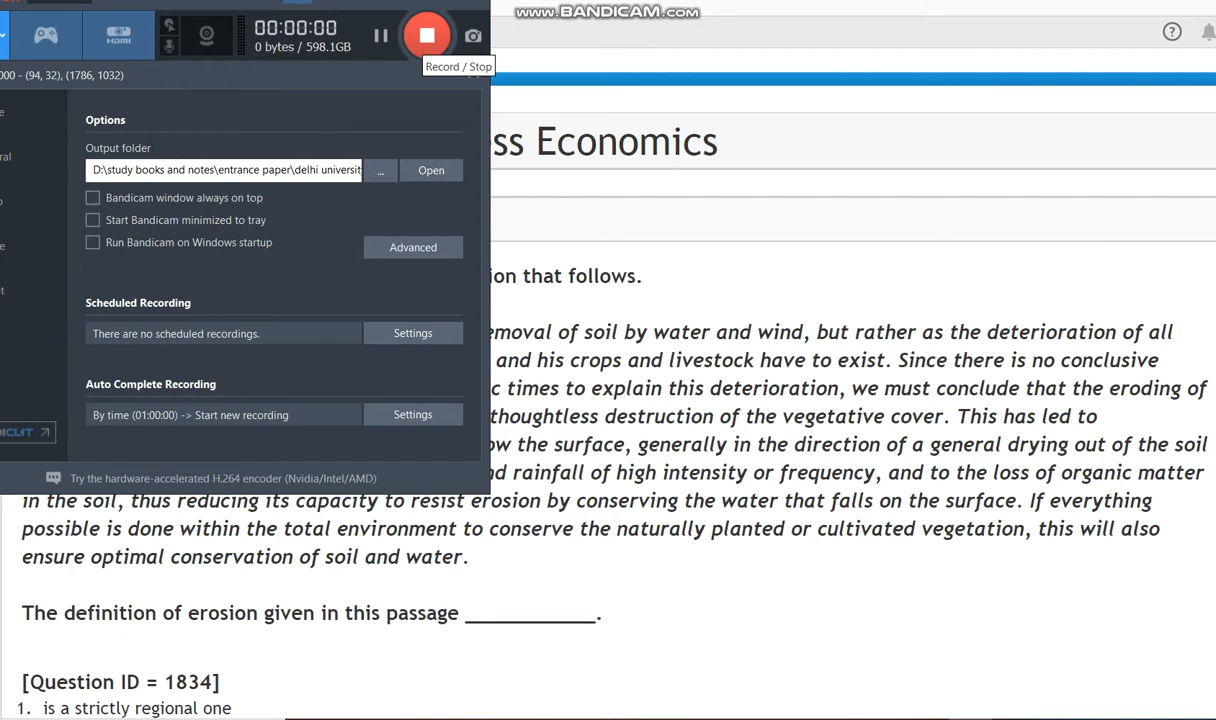 www.BANDICAM.com
00:00:00
0 bytes / 598.1GB
Record / Stop
000 - (94, 32), (1786, 1032)
ss Economics
Options
Output folder
D:\study books and notes\entrance paper\delhi universit
...
Open
Bandicam window always on top
Start Bandicam minimized to tray
Run Bandicam on Windows startup
Advanced
ral
Scheduled Recording
There are no scheduled recordings.
Settings
Auto Complete Recording
By time (01:00:00) -> Start new recording
Settings
Try the hardware-accelerated H.264 encoder (Nvidia/Intel/AMD)
ion that follows.
emoval of soil by water and wind, but rather as the deterioration of all
and his crops and livestock have to exist. Since there is no conclusive
c times to explain this deterioration, we must conclude that the eroding of
thoughtless destruction of the vegetative cover. This has led to
ow the surface, generally in the direction of a general drying out of the soil
nd rainfall of high intensity or frequency, and to the loss of organic matter
in the soil, thus reducing its capacity to resist erosion by conserving the water that falls on the surface. If everything
possible is done within the total environment to conserve the naturally planted or cultivated vegetation, this will also
ensure optimal conservation of soil and water.
The definition of erosion given in this passage ____________.
[Question ID = 1834]
1. is a strictly regional one